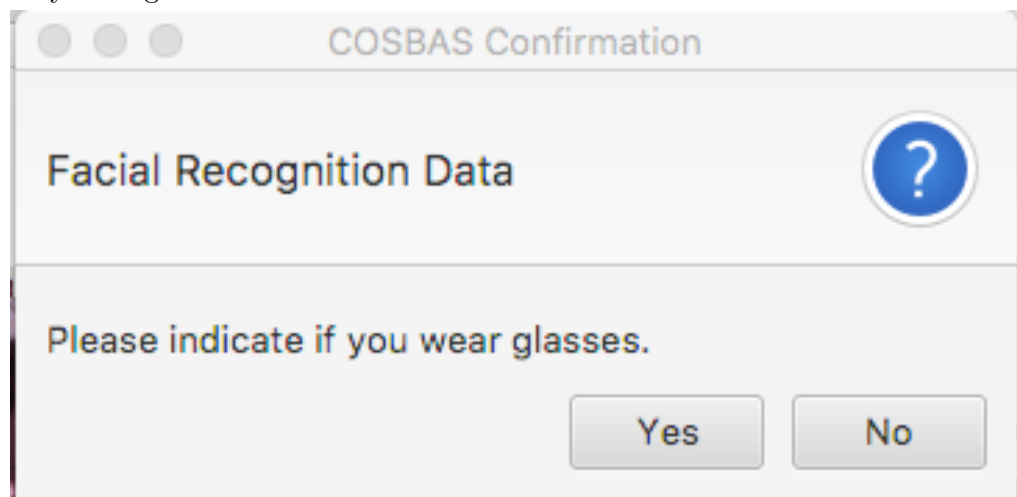 COSBAS Confirmation
Facial Recognition Data
?
Please indicate if you wear glasses.
Yes No